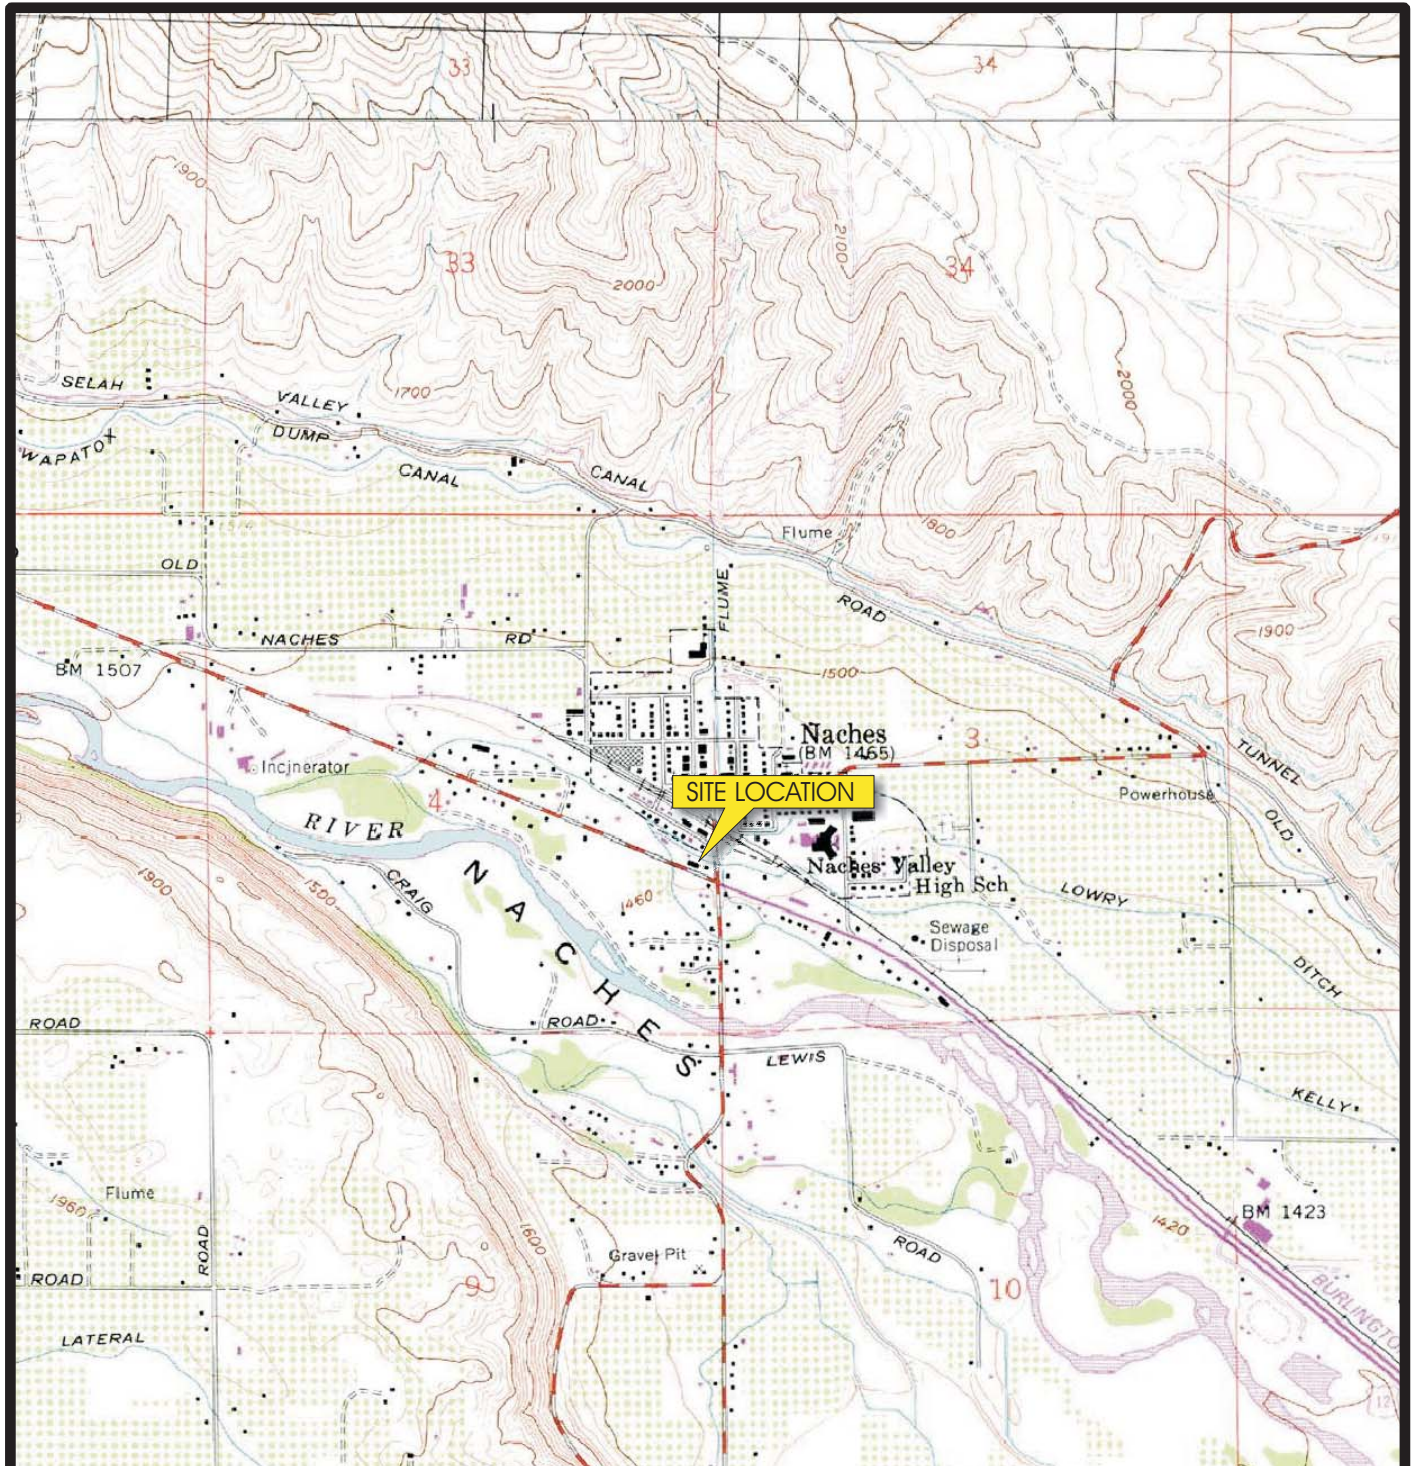 33
34
1900
33
2100
34
2000
SELAH
VALLEY
1700
2000
DUMP
WAPATOX
CANAL
CANAL
Flume
1800
OLD
FLUME
ROAD
NACHES
RD
1900
BM 1507
1500
Naches
(BM 1465)
3
TUNNEL
Incinerator
SITE LOCATION
Powerhouse
4
RIVER
OLD
1900
1500
CRAIG
NACHES
Naches Valley
High Sch
LOWRY
1460
Sewage
Disposal
DITCH
ROAD
ROAD
LEWIS
KELLY
Flume
1960
BM 1423
1420
ROAD
1600
ROAD
Gravel Pit
ROAD
9
10
BURLINGTO
LATERAL
12